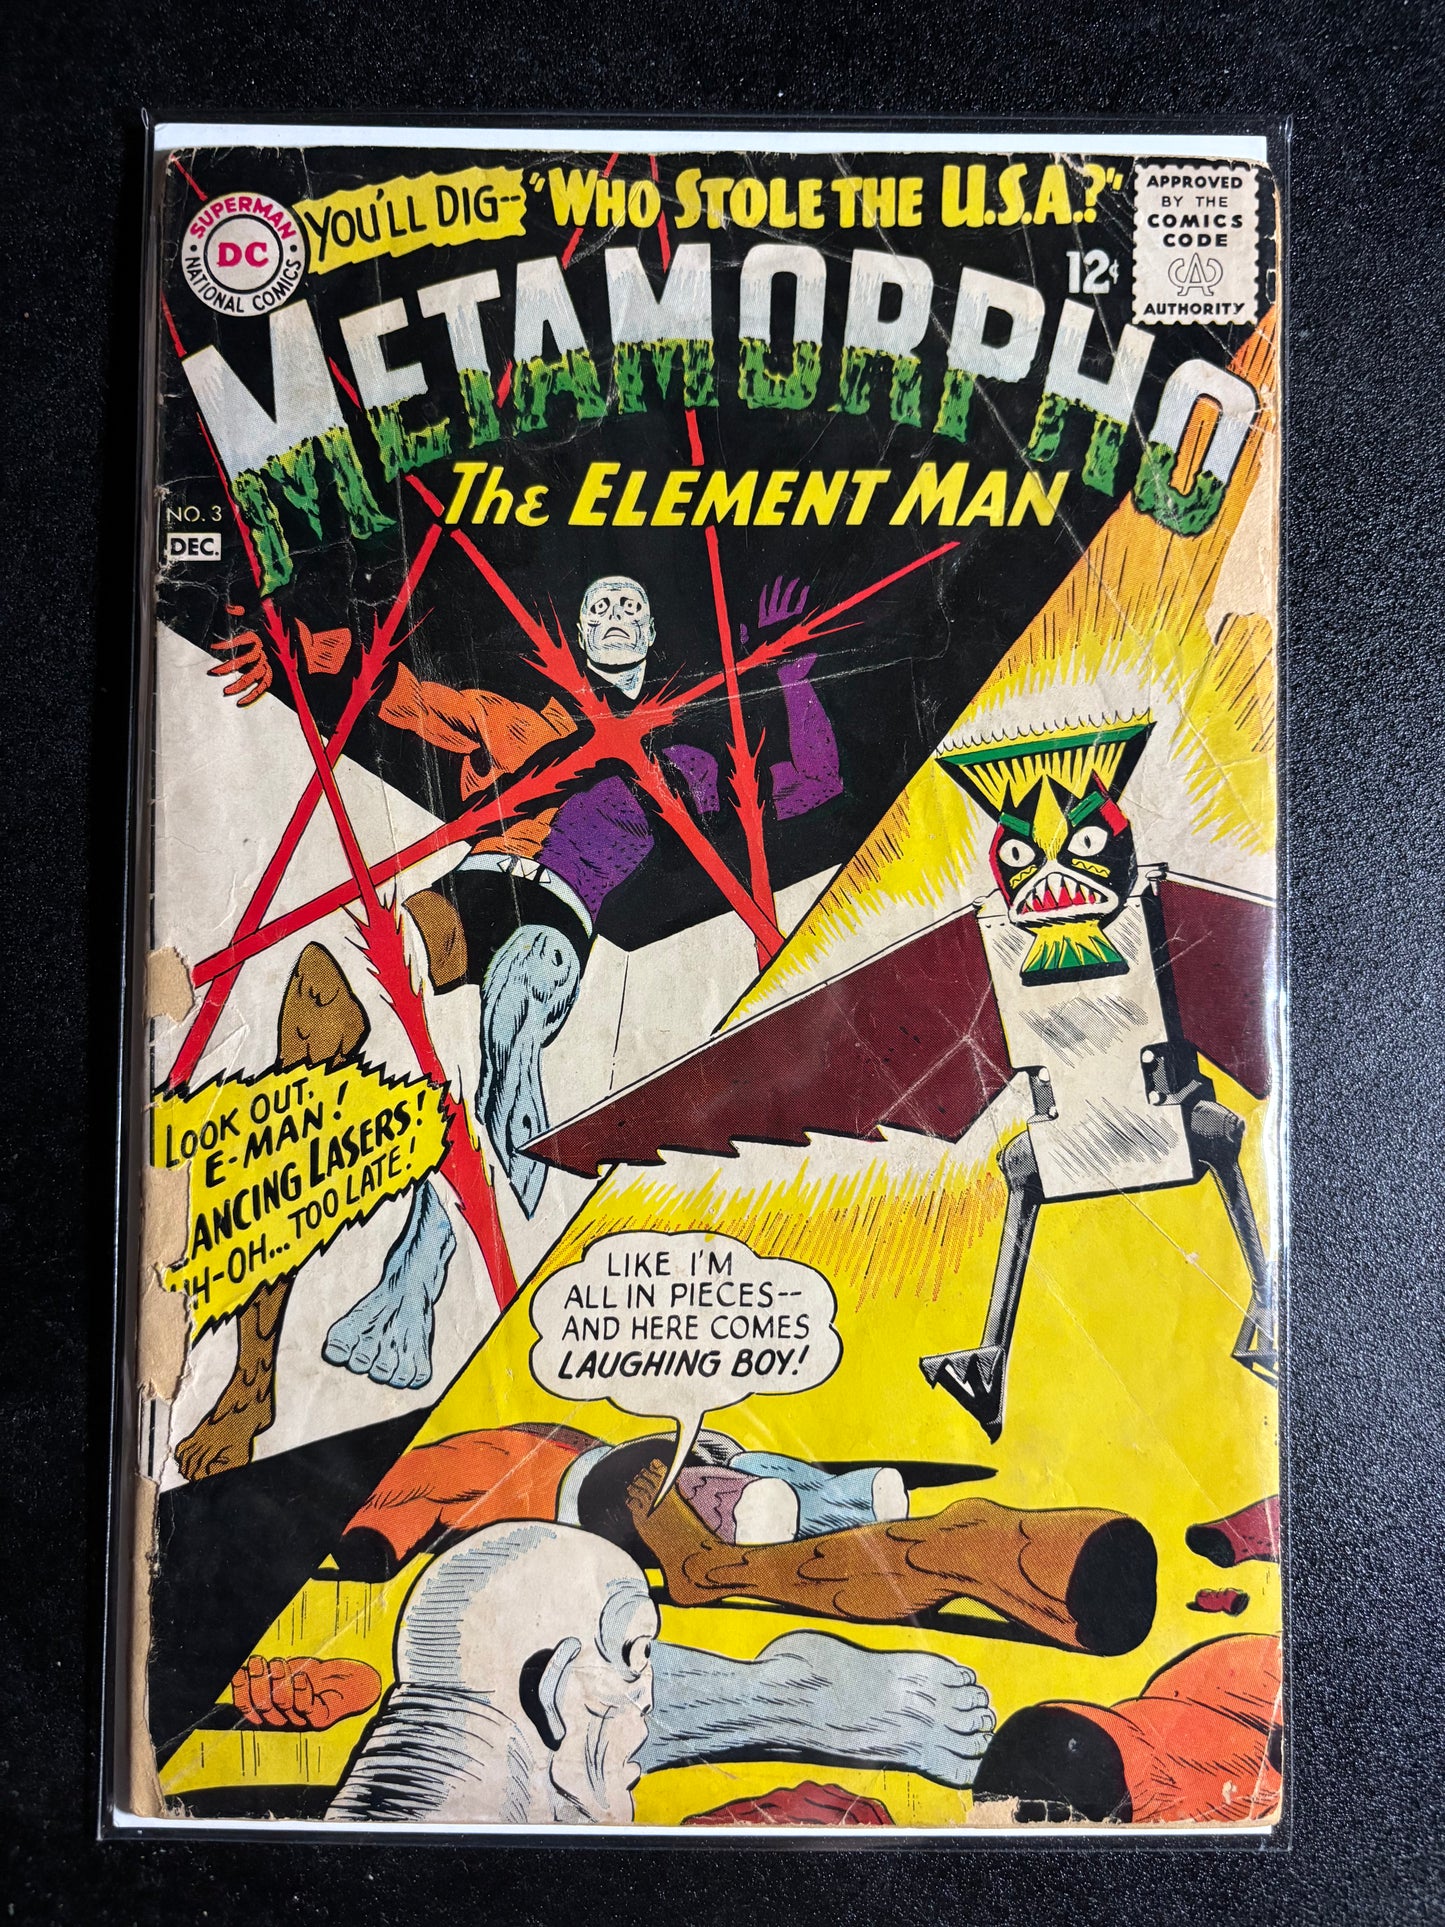 SUPERMAN
DC
NATIONAL COMICS
YOU'LL DIG--
"WHO STOLE THE U.S.A.?"
APPROVED
BY THE
COMICS
CODE
CA
AUTHORITY
12¢
METAMORPHO
THE ELEMENT MAN
NO. 3
DEC.
LOOK OUT,
E-MAN!
ANCING LASERS!
H-OH... TOO LATE!
LIKE I'M
ALL IN PIECES--
AND HERE COMES
LAUGHING BOY!